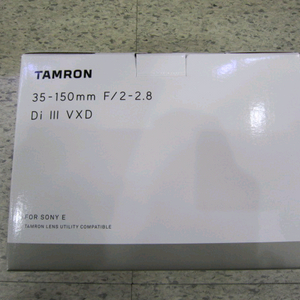 TAMRON
35-150mm F/2-2.8
Di III VXD
FOR SONY E
TAMRON LENS UTILITY COMPATIBLE